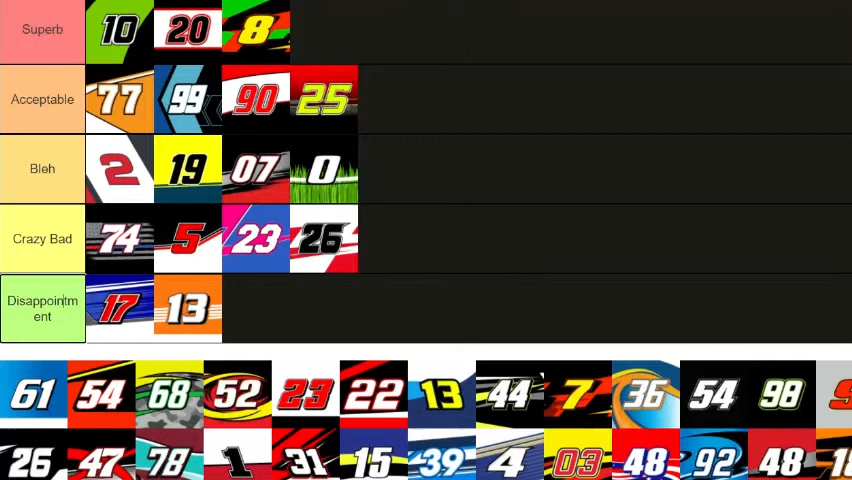 Superb
10 20 8
Acceptable
77 99 90 25
Bleh
2 19 07 0
Crazy Bad
74 5 23 26
Disappointm
ent
17 13
61 54 68 52 23 22 13 44 7 36 54 98
26 47 78 1 31 15 39 4 03 48 92 48